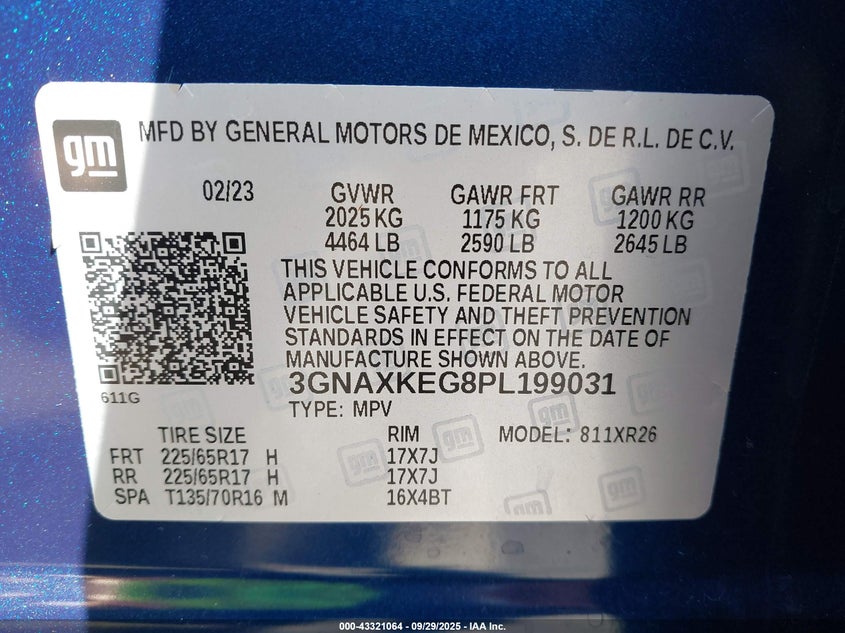 gm MFD BY GENERAL MOTORS DE MEXICO, S. DE R.L. DE C.V.
02/23 GVWR GAWR FRT GAWR RR
2025 KG 1175 KG 1200 KG
4464 LB 2590 LB 2645 LB
THIS VEHICLE CONFORMS TO ALL
APPLICABLE U.S. FEDERAL MOTOR
VEHICLE SAFETY AND THEFT PREVENTION
STANDARDS IN EFFECT ON THE DATE OF
MANUFACTURE SHOWN ABOVE.
3GNAXKEG8PL199031
611G
TYPE: MPV
TIRE SIZE RIM MODEL: 811XR26
FRT 225/65R17 H 17X7J
RR 225/65R17 H 17X7J
SPA T135/70R16 M 16X4BT
000-43321064 - 09/29/2025 - IAA Inc.